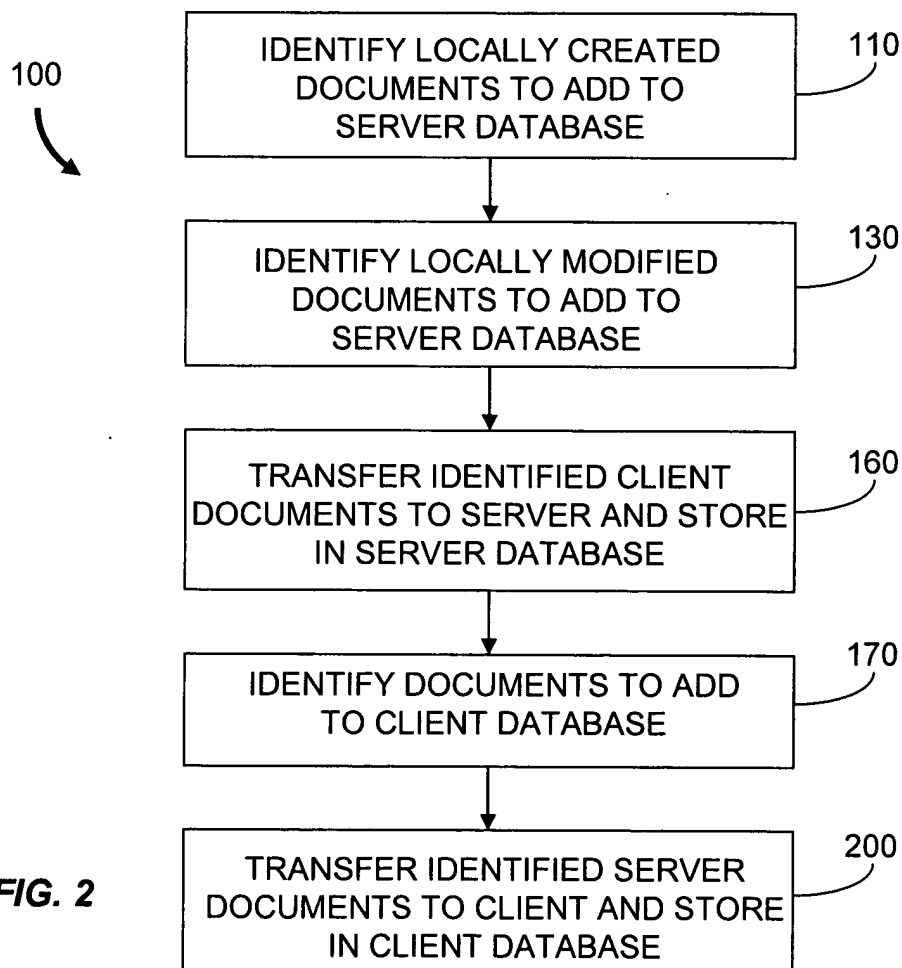 100
IDENTIFY LOCALLY CREATED
DOCUMENTS TO ADD TO
SERVER DATABASE
110
IDENTIFY LOCALLY MODIFIED
DOCUMENTS TO ADD TO
SERVER DATABASE
130
TRANSFER IDENTIFIED CLIENT
DOCUMENTS TO SERVER AND STORE
IN SERVER DATABASE
160
IDENTIFY DOCUMENTS TO ADD
TO CLIENT DATABASE
170
TRANSFER IDENTIFIED SERVER
DOCUMENTS TO CLIENT AND STORE
IN CLIENT DATABASE
200
FIG. 2